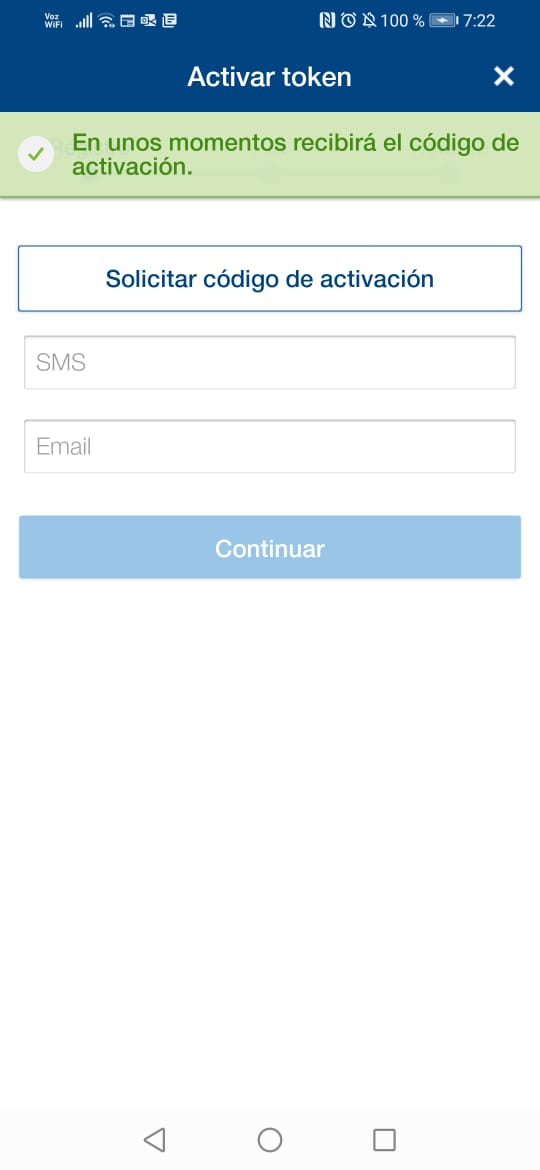 Voz
WiFi
100 %
7:22
Activar token
En unos momentos recibirá el código de
activación.
Solicitar código de activación
SMS
Email
Continuar